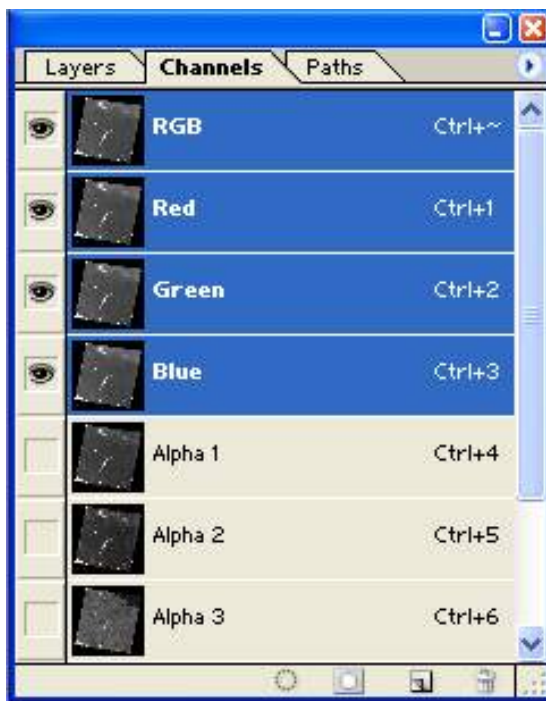 Layers Channels Paths
RGB Ctrl+~
Red Ctrl+1
Green Ctrl+2
Blue Ctrl+3
Alpha 1 Ctrl+4
Alpha 2 Ctrl+5
Alpha 3 Ctrl+6